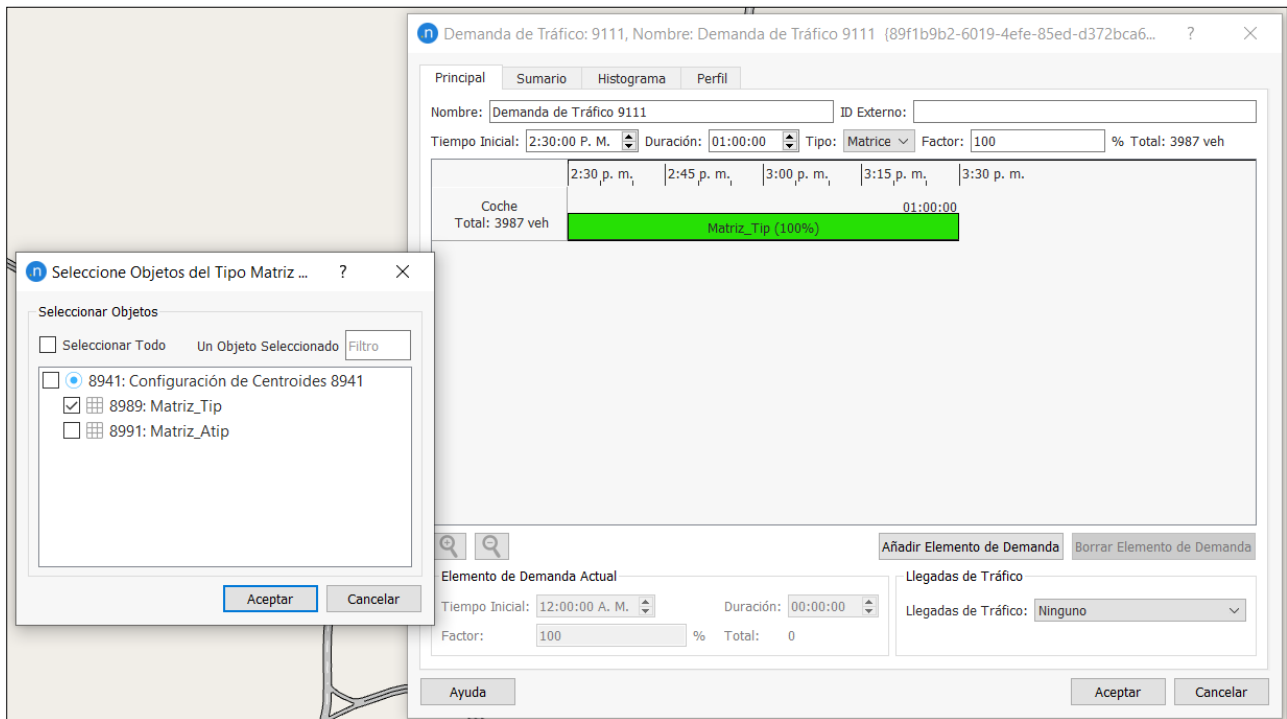 .n Demanda de Tráfico: 9111, Nombre: Demanda de Tráfico 9111 {89f1b9b2-6019-4efe-85ed-d372bca6... ? ×
Principal Sumario Histograma Perfil
Nombre: Demanda de Tráfico 9111 ID Externo:
Tiempo Inicial: 2:30:00 P. M. Duración: 01:00:00 Tipo: Matrice Factor: 100 % Total: 3987 veh
2:30 p. m. 2:45 p. m. 3:00 p. m. 3:15 p. m. 3:30 p. m.
Coche 01:00:00
Total: 3987 veh Matriz_Tip (100%)
Añadir Elemento de Demanda Borrar Elemento de Demanda
Elemento de Demanda Actual
Tiempo Inicial: 12:00:00 A. M. Duración: 00:00:00
Factor: 100 % Total: 0
Llegadas de Tráfico
Llegadas de Tráfico: Ninguno
Ayuda Aceptar Cancelar
.n Seleccione Objetos del Tipo Matriz ... ? ×
Seleccionar Objetos
Seleccionar Todo Un Objeto Seleccionado Filtro
8941: Configuración de Centroides 8941
8989: Matriz_Tip
8991: Matriz_Atip
Aceptar Cancelar